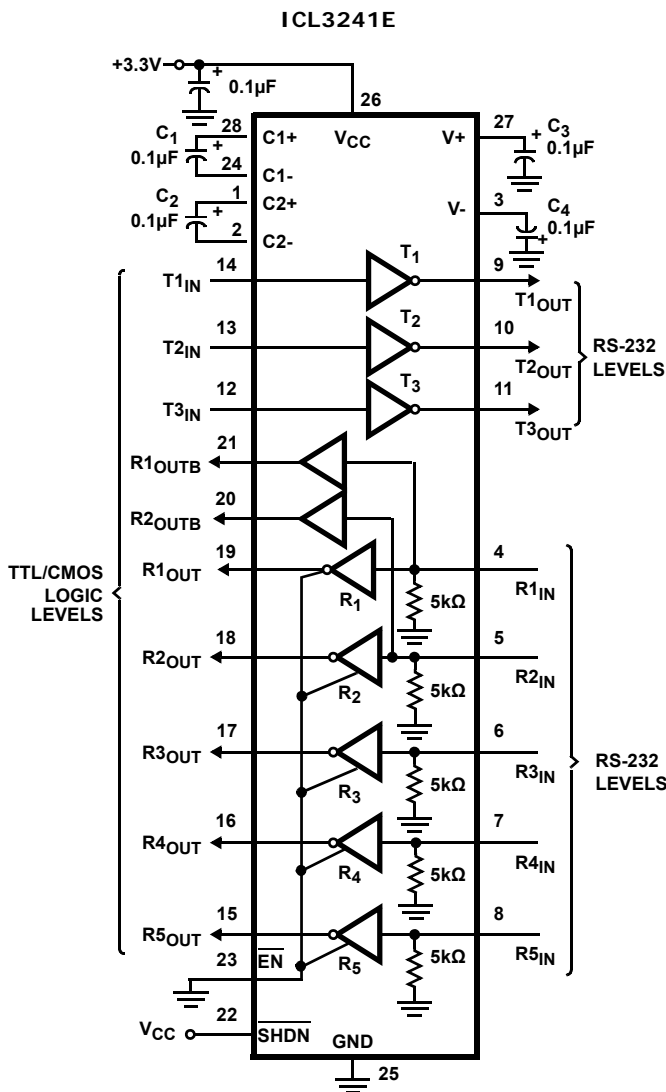 ICL3241E
+3.3V
+
0.1µF
26
C1
0.1µF
+
28
C1+
24
C1-
VCC
V+
27
+
C3
0.1µF
C2
0.1µF
+
1
C2+
2
C2-
V-
3
C4
0.1µF
+
T1IN
14
T1
9
T1OUT
T2IN
13
T2
10
T2OUT
RS-232
LEVELS
T3IN
12
T3
11
T3OUT
R1OUTB
21
R2OUTB
20
TTL/CMOS
LOGIC
LEVELS
R1OUT
19
R1
5kΩ
4
R1IN
R2OUT
18
R2
5kΩ
5
R2IN
R3OUT
17
R3
5kΩ
6
R3IN
RS-232
LEVELS
R4OUT
16
R4
5kΩ
7
R4IN
R5OUT
15
R5
5kΩ
8
R5IN
23
EN
VCC
22
SHDN
GND
25